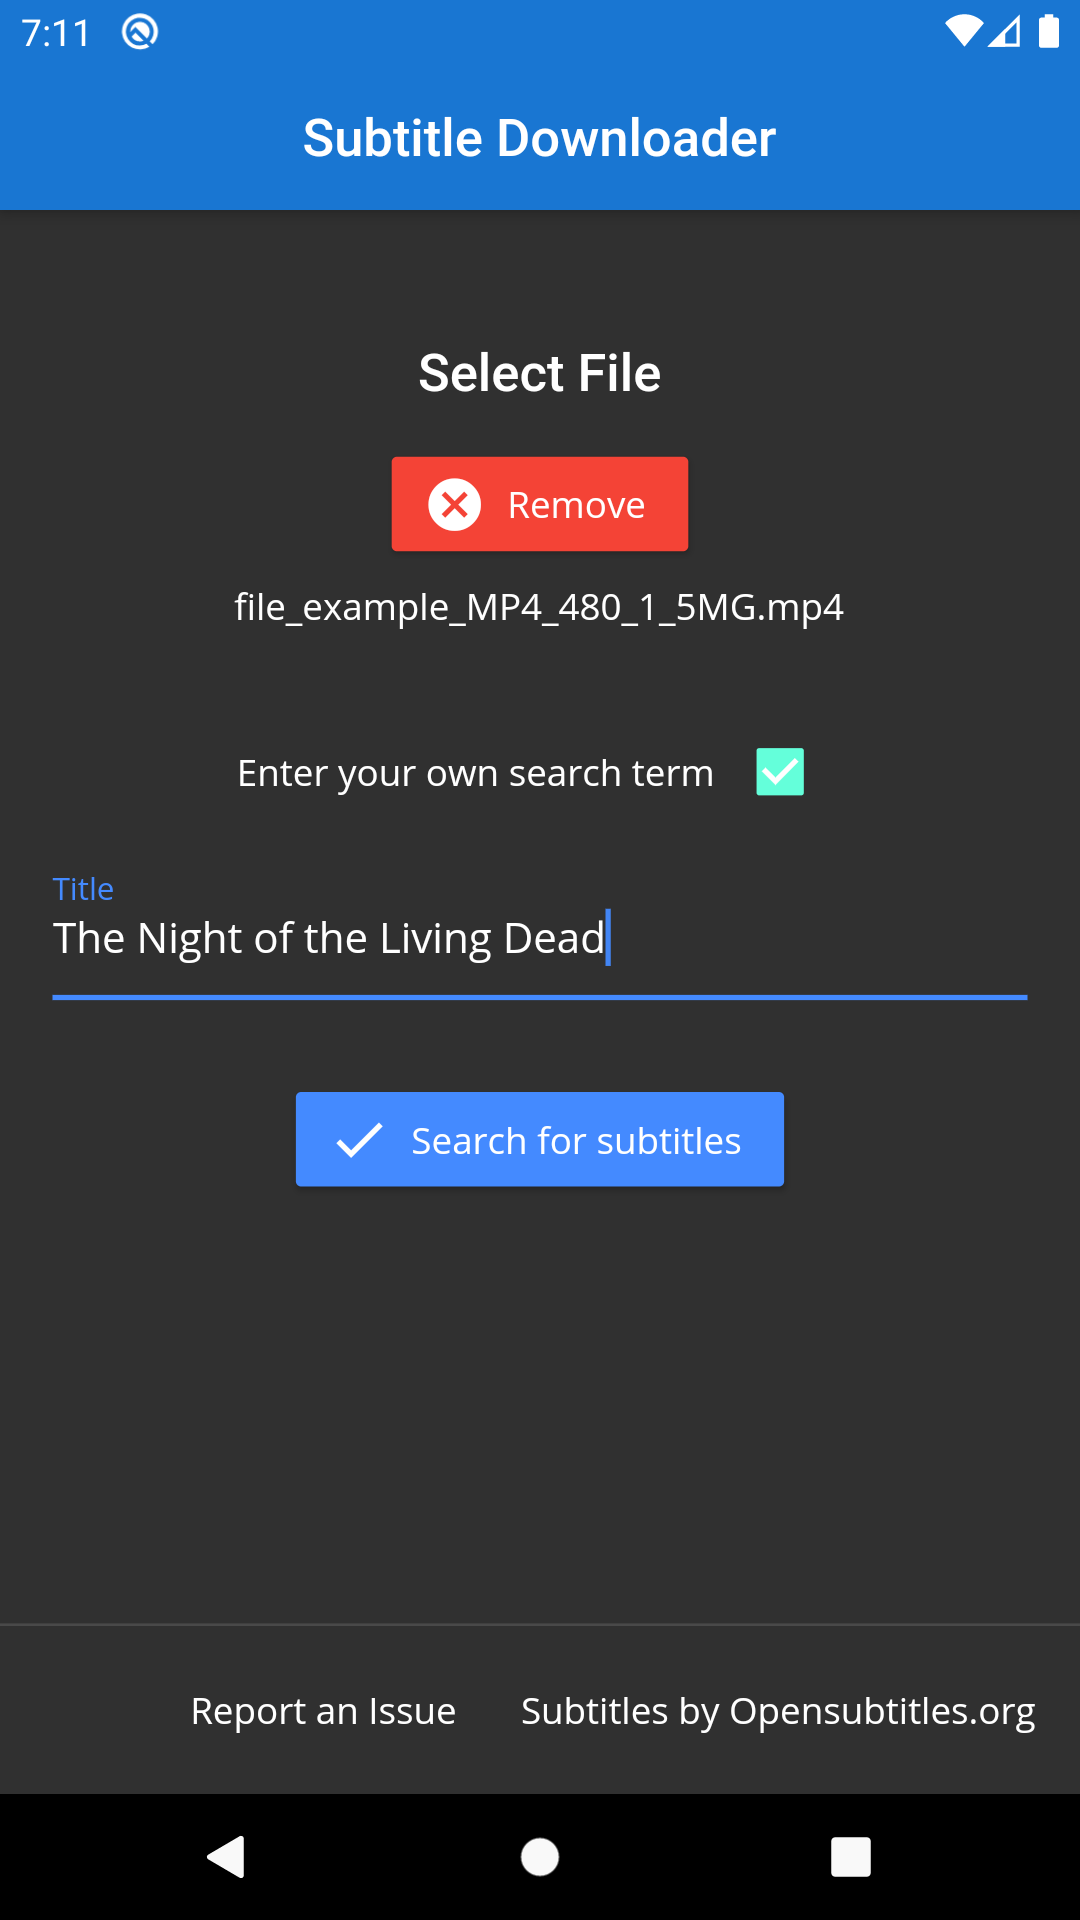 7:11
Subtitle Downloader
Select File
Remove
file_example_MP4_480_1_5MG.mp4
Enter your own search term
Title
The Night of the Living Dead
Search for subtitles
Report an Issue
Subtitles by Opensubtitles.org